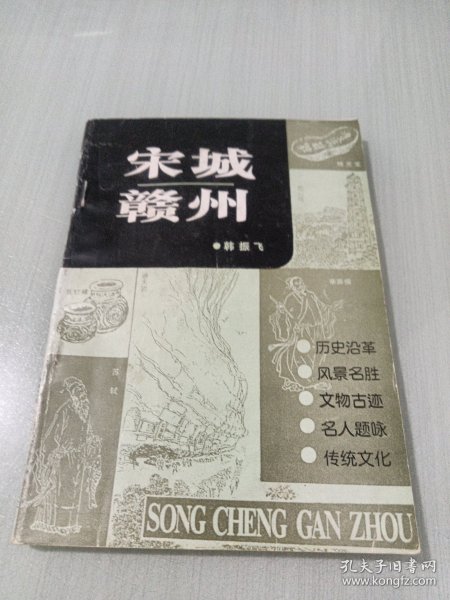 宋城
赣州
●韩振飞
苏轼
●历史沿革
●风景名胜
●文物古迹
●名人题咏
●传统文化
SONG CHENG GAN ZHOU
孔夫子旧书网
www.kongfz.com